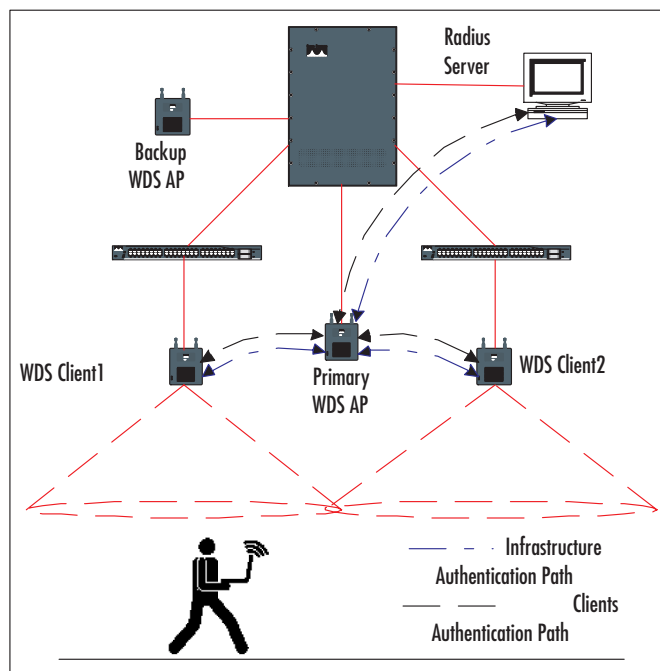 Radius
Server
Backup
WDS AP
WDS Client1
Primary
WDS AP
WDS Client2
Infrastructure
Authentication Path
Clients
Authentication Path